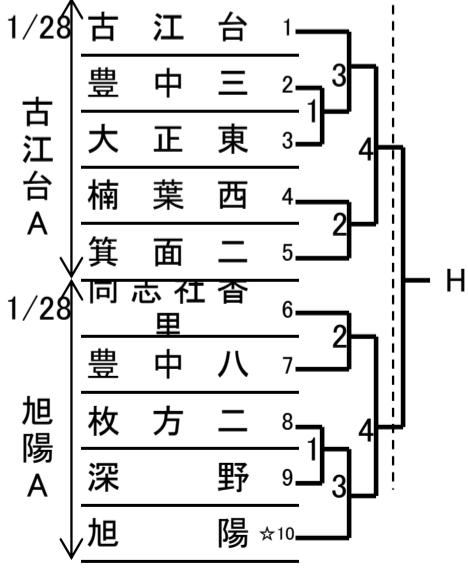 1/28 古江台 1
豊中三 2
大正東 3
楠葉西 4
箕面二 5
古江台A
3
1
4
2
H
1/28 同志社香里 6
豊中八 7
枚方二 8
深野 9
旭陽 ☆10
旭陽A
2
4
1
3